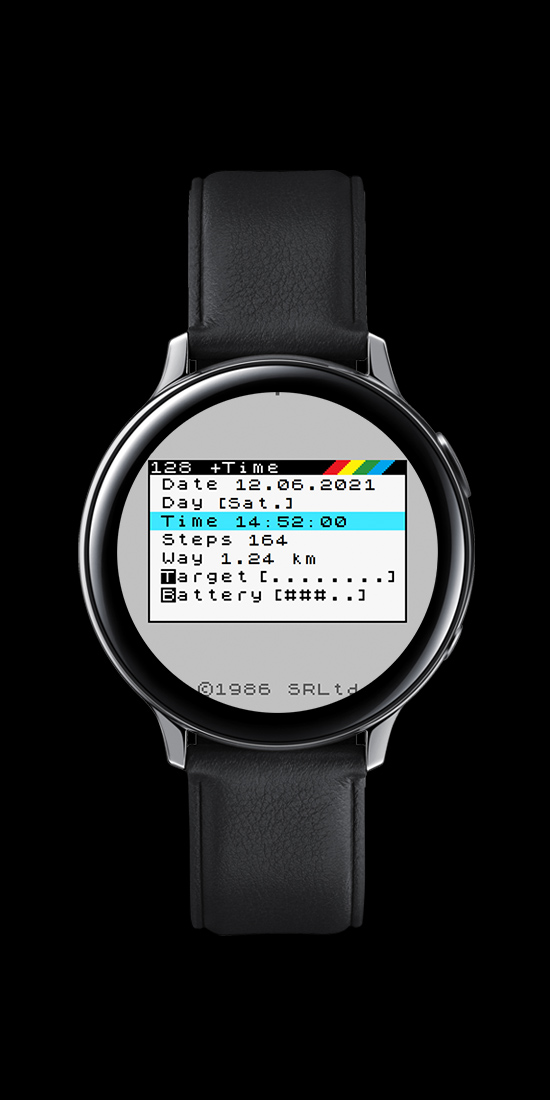 128 +Time
Date 12.06.2021
Day [Sat.]
Time 14:52:00
Steps 164
Way 1.24 km
Target [........]
Battery [###..]
©1986 SRLtd